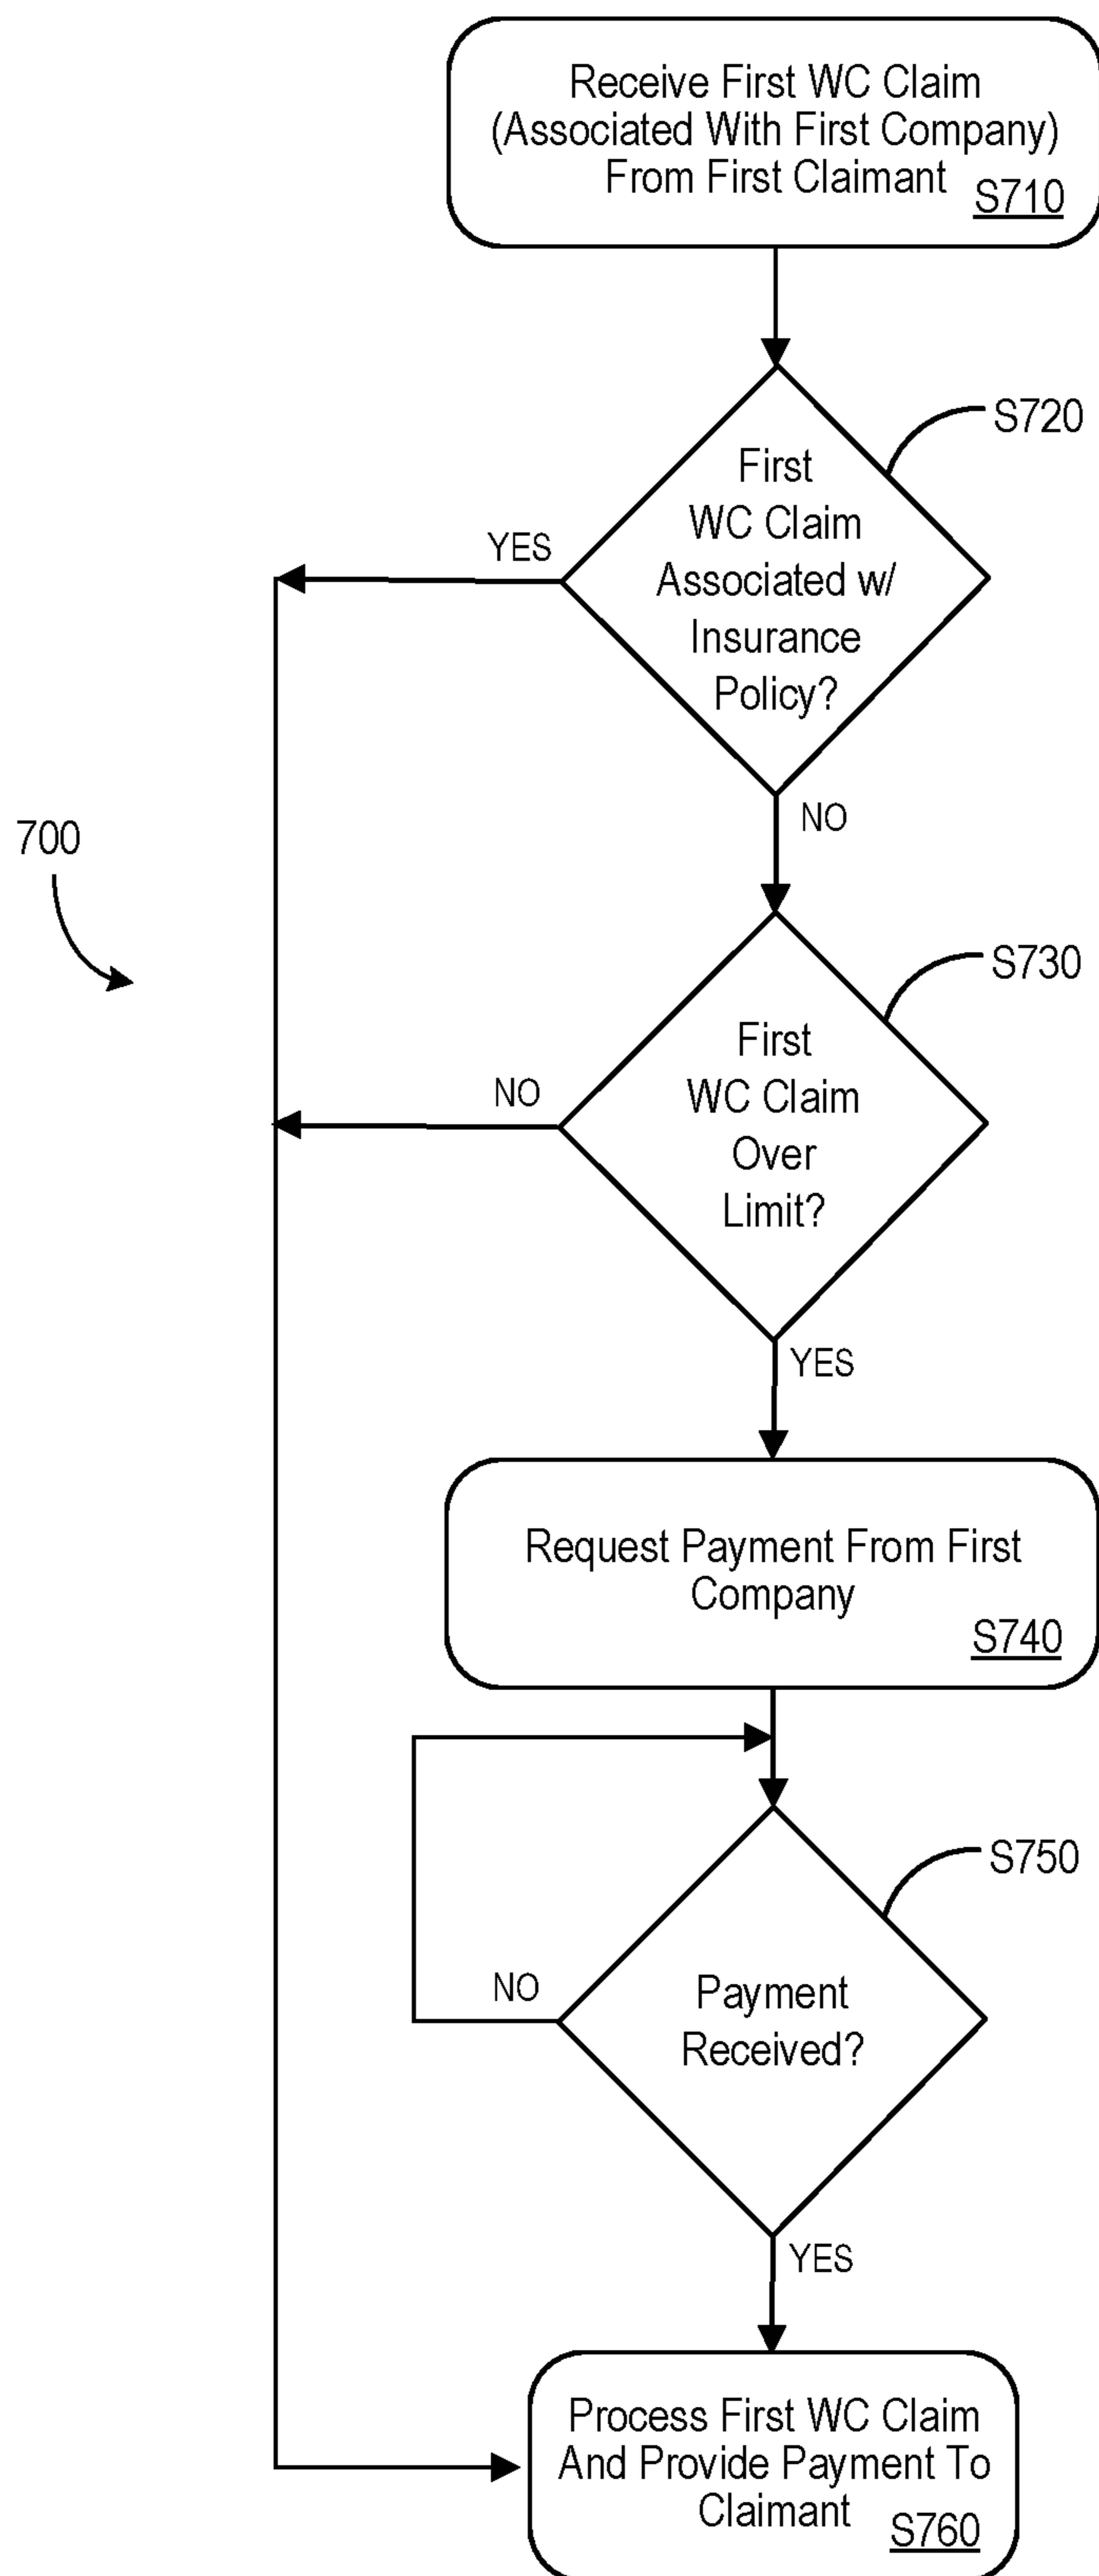 Receive First WC Claim
(Associated With First Company)
From First Claimant
S710
S720
First
WC Claim
Associated w/
Insurance
Policy?
YES
NO
700
S730
First
WC Claim
Over
Limit?
NO
YES
Request Payment From First
Company
S740
S750
Payment
Received?
NO
YES
Process First WC Claim
And Provide Payment To
Claimant
S760